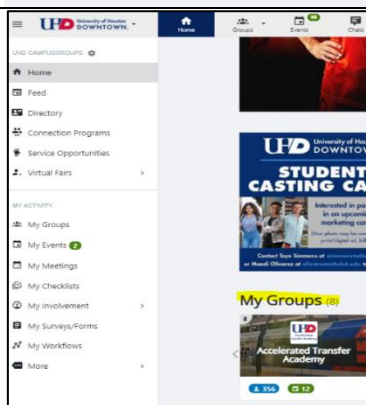 UHD University of Houston
DOWNTOWN
Home
Groups
Events
Chats
UHD CAMPUSGROUPS
Home
Feed
Directory
Connection Programs
Service Opportunities
Virtual Fairs
MY ACTIVITY
My Groups
My Events 2
My Meetings
My Checklists
My Involvement
My Surveys/Forms
My Workflows
More
UHD University of Hou
DOWNTOW
STUDENT
CASTING CA
Interested in pa
in an upcomi
marketing ca
Contact Taye Simmons at
or Mandi Olivares at
My Groups (8)
UHD
Accelerated Transfer
Academy
356
12